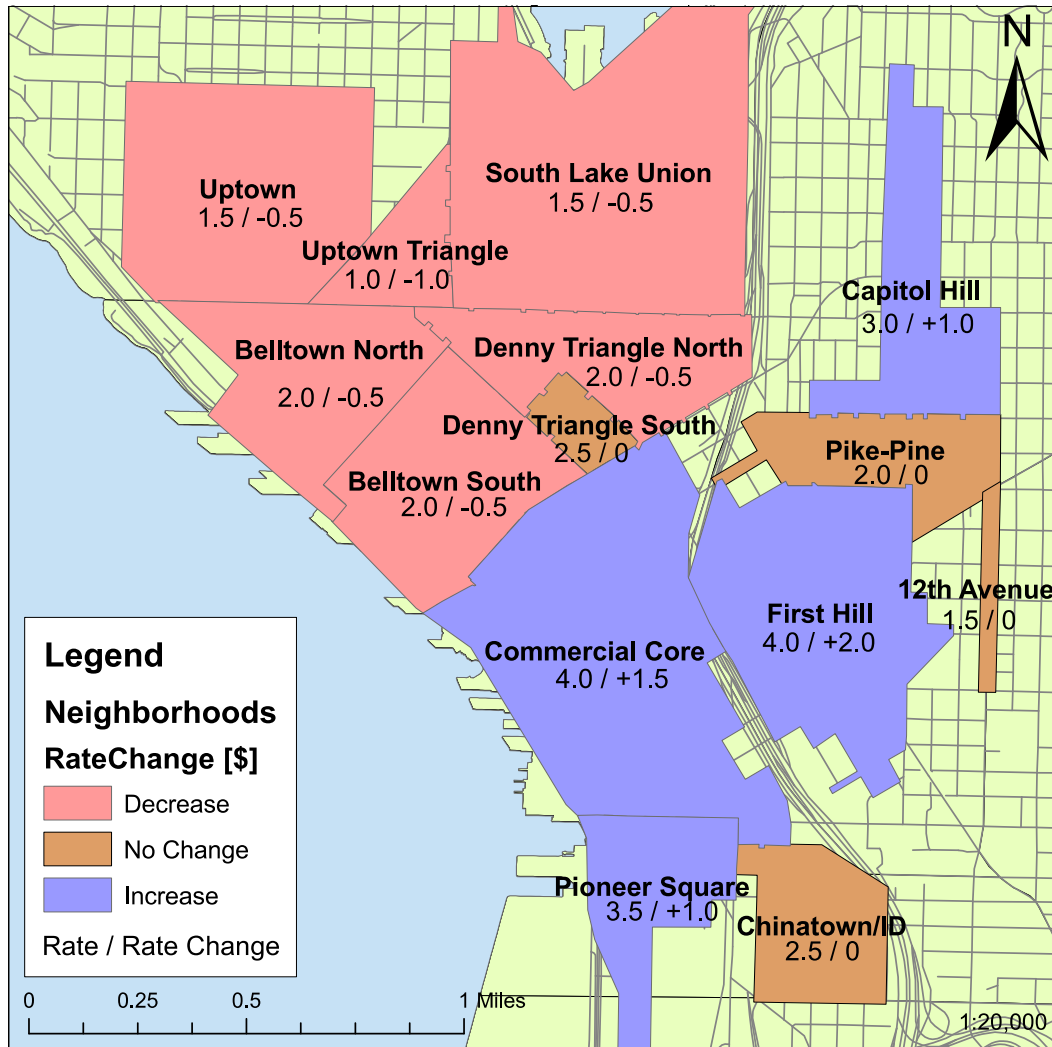 N
Uptown
1.5 / -0.5
South Lake Union
1.5 / -0.5
Uptown Triangle
1.0 / -1.0
Capitol Hill
3.0 / +1.0
Belltown North
2.0 / -0.5
Denny Triangle North
2.0 / -0.5
Denny Triangle South
2.5 / 0
Pike-Pine
2.0 / 0
Belltown South
2.0 / -0.5
12th Avenue
1.5 / 0
First Hill
4.0 / +2.0
Commercial Core
4.0 / +1.5
Pioneer Square
3.5 / +1.0
Chinatown/ID
2.5 / 0
Legend
Neighborhoods
RateChange [$]
Decrease
No Change
Increase
Rate / Rate Change
0 0.25 0.5 1 Miles
1:20,000